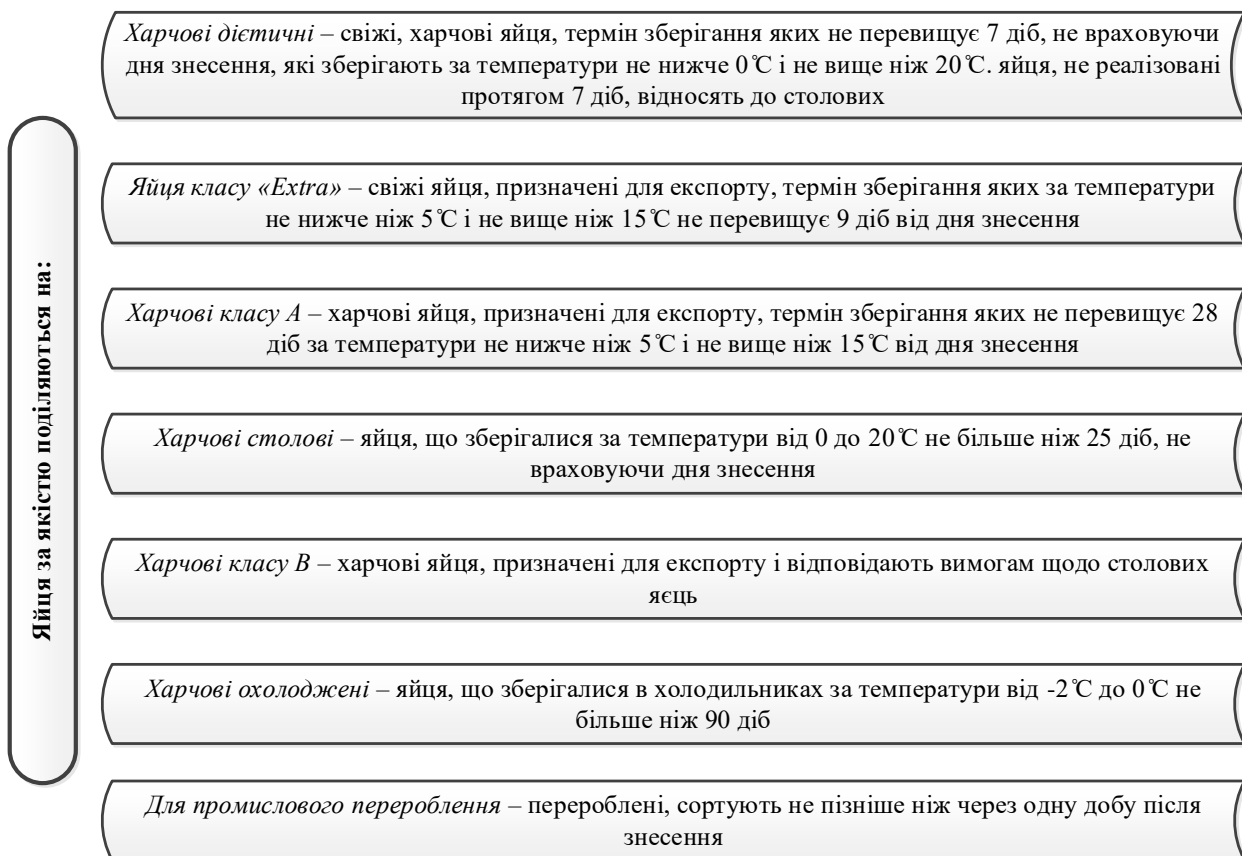 Яйця за якістю поділяються на:
Харчові дієтичні – свіжі, харчові яйця, термін зберігання яких не перевищує 7 діб, не враховуючи
дня знесення, які зберігають за температури не нижче 0℃ і не вище ніж 20℃. яйця, не реалізовані
протягом 7 діб, відносять до столових
Яйця класу «Extra» – свіжі яйця, призначені для експорту, термін зберігання яких за температури
не нижче ніж 5℃ і не вище ніж 15℃ не перевищує 9 діб від дня знесення
Харчові класу А – харчові яйця, призначені для експорту, термін зберігання яких не перевищує 28
діб за температури не нижче ніж 5℃ і не вище ніж 15℃ від дня знесення
Харчові столові – яйця, що зберігалися за температури від 0 до 20℃ не більше ніж 25 діб, не
враховуючи дня знесення
Харчові класу В – харчові яйця, призначені для експорту і відповідають вимогам щодо столових
яєць
Харчові охолоджені – яйця, що зберігалися в холодильниках за температури від -2℃ до 0℃ не
більше ніж 90 діб
Для промислового перероблення – перероблені, сортують не пізніше ніж через одну добу після
знесення